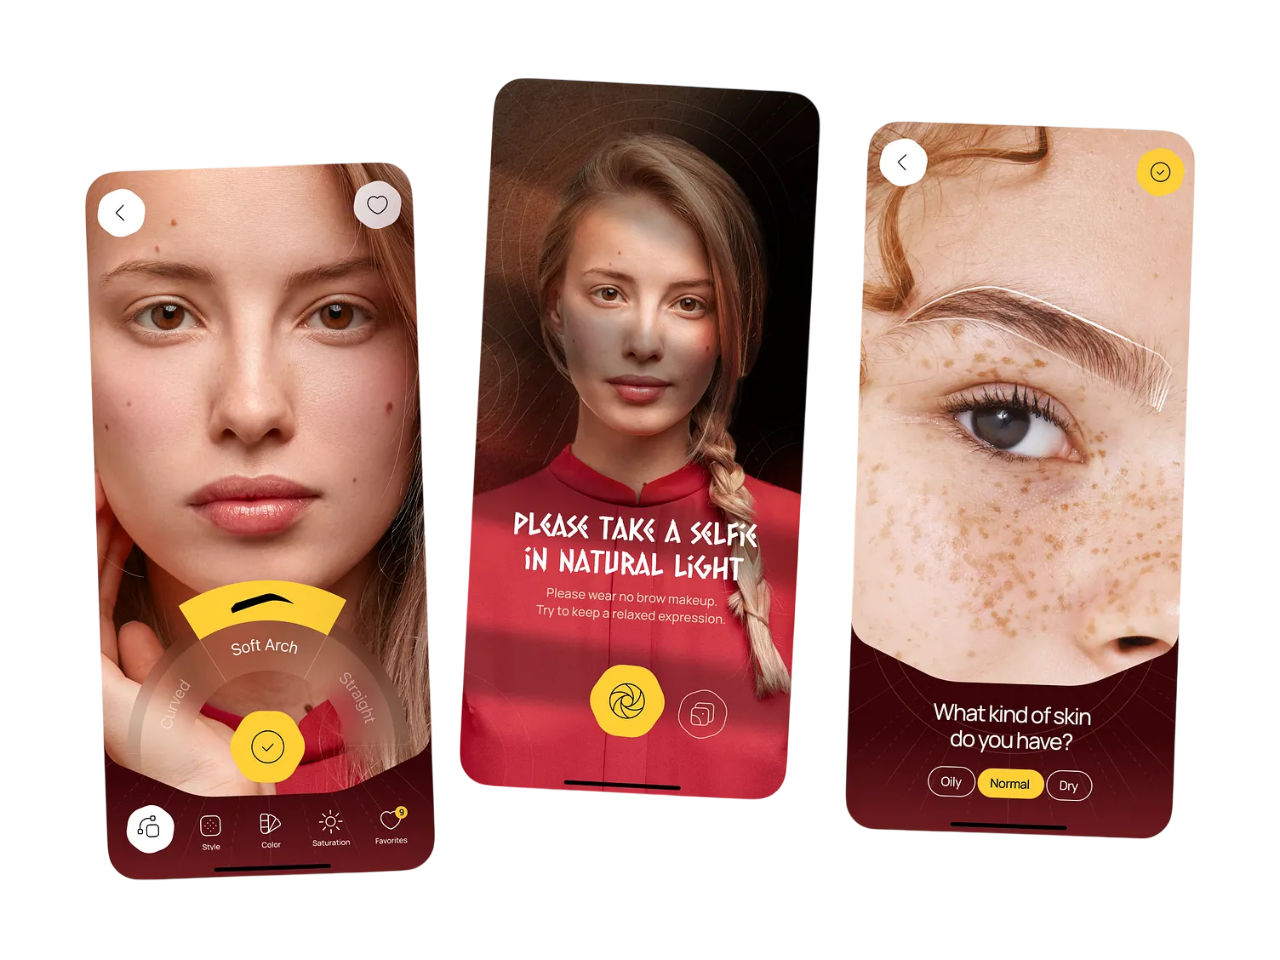 Soft Arch
Curved
Straight
Style
Color
Saturation
9
Favorites
PLEASE TAKE A SELFiE
iN NATURAL LiGHT
Please wear no brow makeup.
Try to keep a relaxed expression.
What kind of skin
do you have?
Oily
Normal
Dry